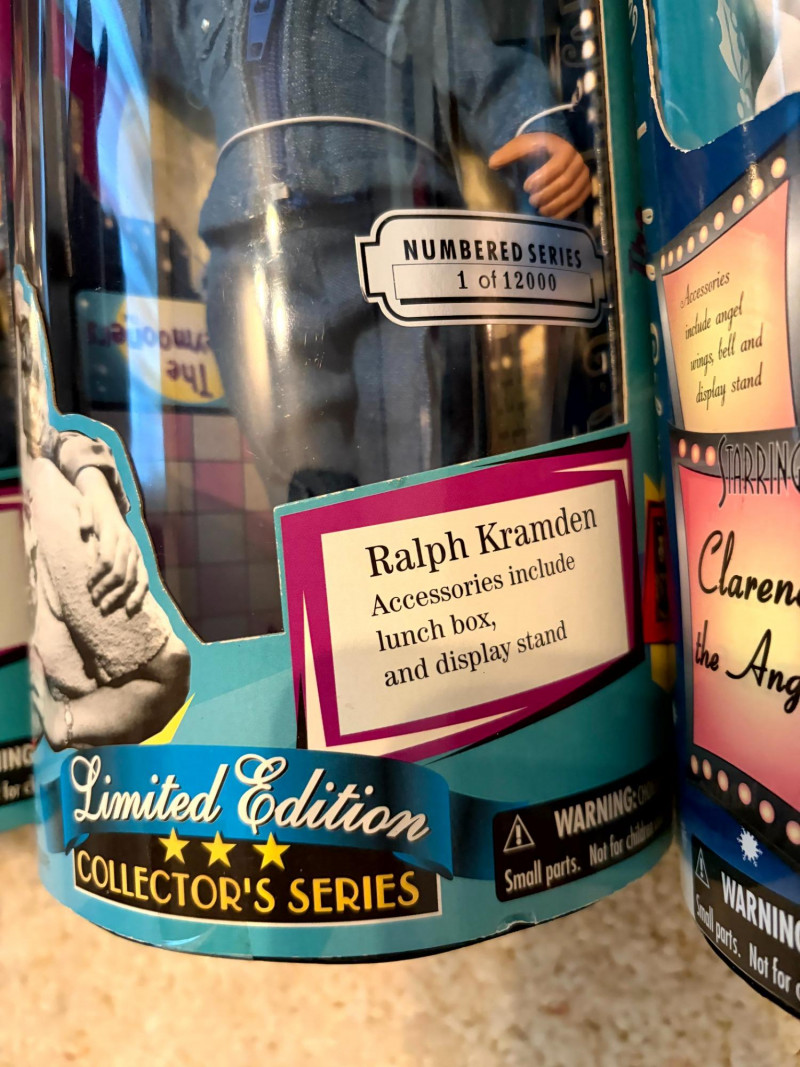 NUMBERED SERIES
1 of 12000
The
Ralph Kramden
Accessories include
lunch box,
and display stand
Limited Edition
COLLECTOR'S SERIES
WARNING:
Small parts. Not for children
Accessories
include angel
wings, bell and
display stand
STARRING
the
WARNING
Small parts. Not for